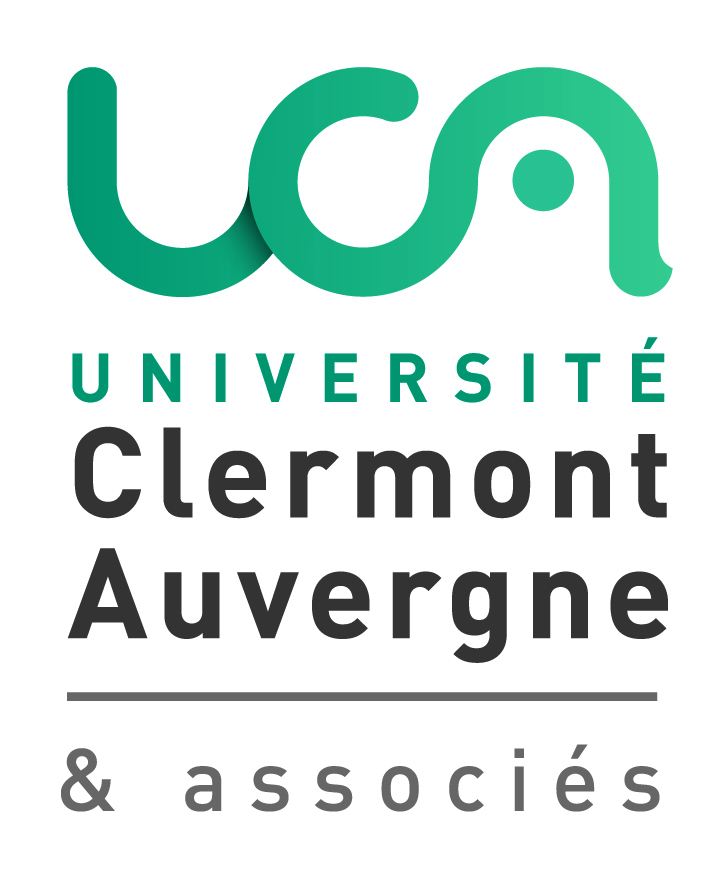 UCA
UNIVERSITÉ
Clermont
Auvergne
& associés